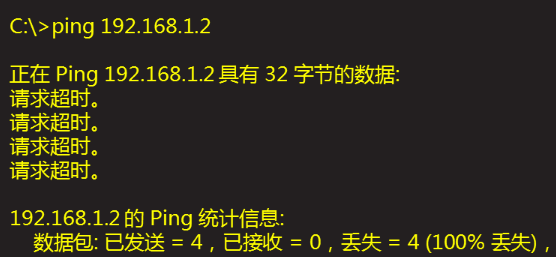 C:\>ping 192.168.1.2
正在 Ping 192.168.1.2 具有 32 字节的数据:
请求超时。
请求超时。
请求超时。
请求超时。
192.168.1.2 的 Ping 统计信息:
数据包: 已发送 = 4，已接收 = 0，丢失 = 4 (100% 丢失)，